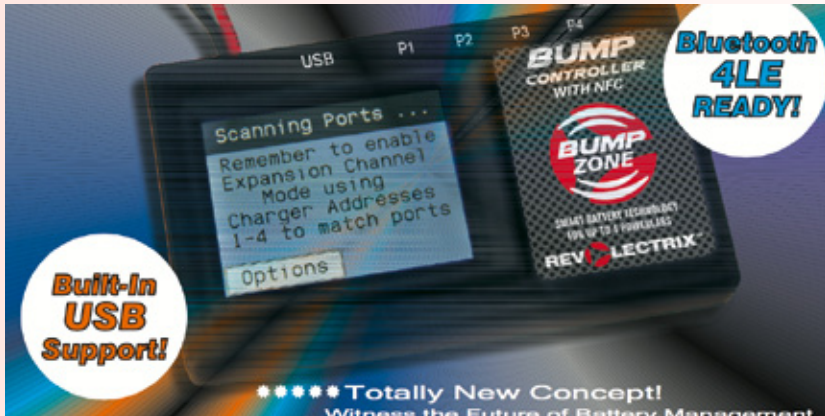 USB P1 P2 P3 P4
Scanning Ports ...
Remember to enable
Expansion Channel
Mode using
Charger Addresses
1-4 to match ports
Options
BUMP
CONTROLLER
WITH NFC
BUMP
ZONE
SMART BATTERY TECHNOLOGY
FOR UP TO 4 POWERLABS
REVOLECTRIX
Bluetooth
4LE
READY!
Built-In
USB
Support!
Totally New Concept!
Witness the Future of Battery Management